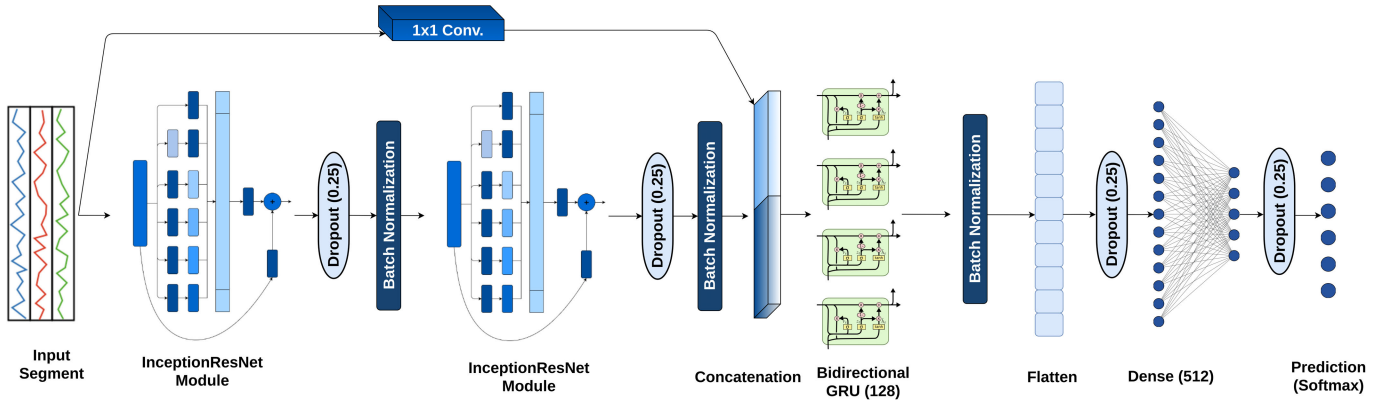 1x1 Conv.
Dropout (0.25)
Batch Normalization
Dropout (0.25)
Batch Normalization
Batch Normalization
Dropout (0.25)
Dropout (0.25)
Input
Segment
InceptionResNet
Module
InceptionResNet
Module
Concatenation
Bidirectional
GRU (128)
Flatten
Dense (512)
Prediction
(Softmax)